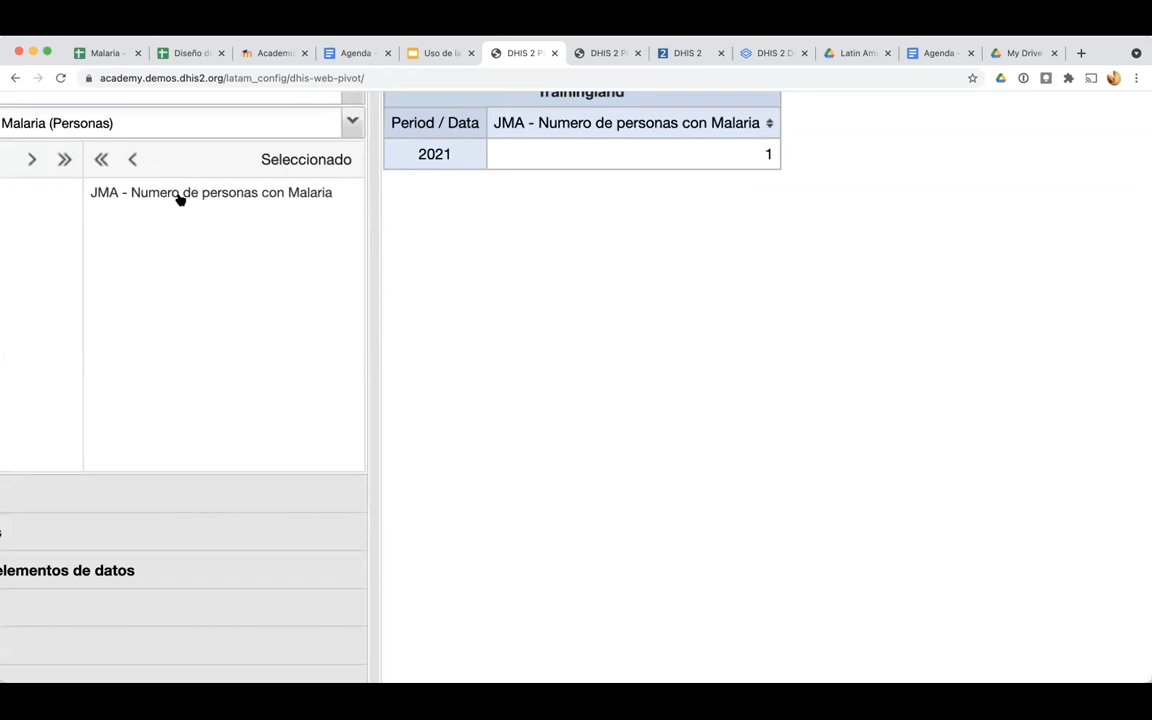 Malaria -
Diseño d
Academi
Agenda -
Uso de la
DHIS 2 P
DHIS 2 P
DHIS 2
DHIS 2 D
Latin Am
Agenda -
My Drive
academy.demos.dhis2.org/latam_config/dhis-web-pivot/
Trainingland
Malaria (Personas)
Period / Data
JMA - Numero de personas con Malaria
Seleccionado
2021
1
JMA - Numero de personas con Malaria
s
elementos de datos